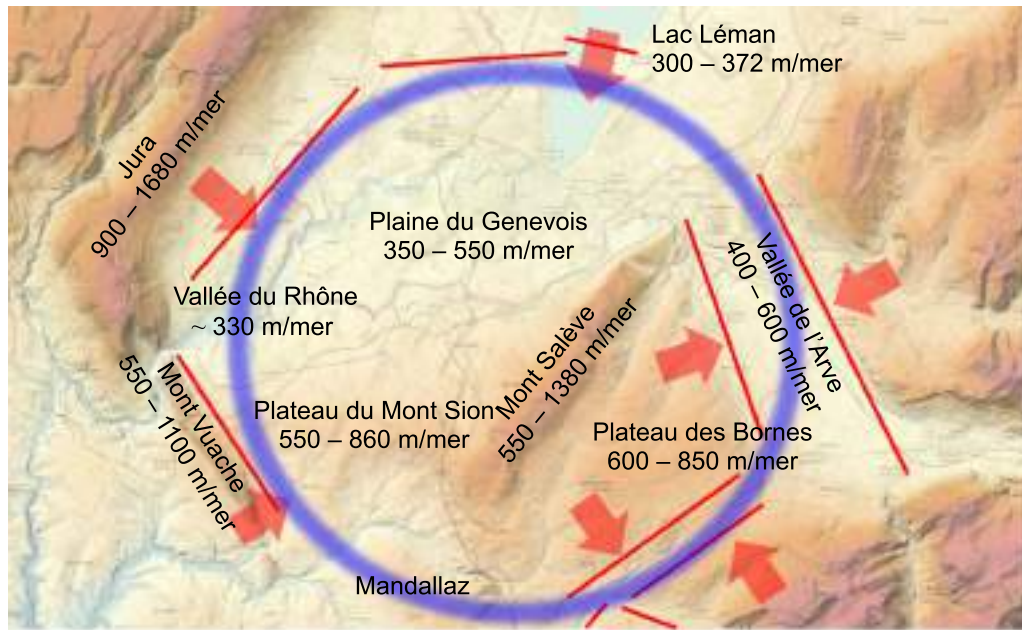 Lac Léman
300 – 372 m/mer
Jura
900 – 1680 m/mer
Plaine du Genevois
350 – 550 m/mer
Vallée de l'Arve
400 – 600 m/mer
Vallée du Rhône
~ 330 m/mer
Mont Salève
550 – 1380 m/mer
Mont Vuache
550 – 1100 m/mer
Plateau du Mont Sion
550 – 860 m/mer
Plateau des Bornes
600 – 850 m/mer
Mandallaz